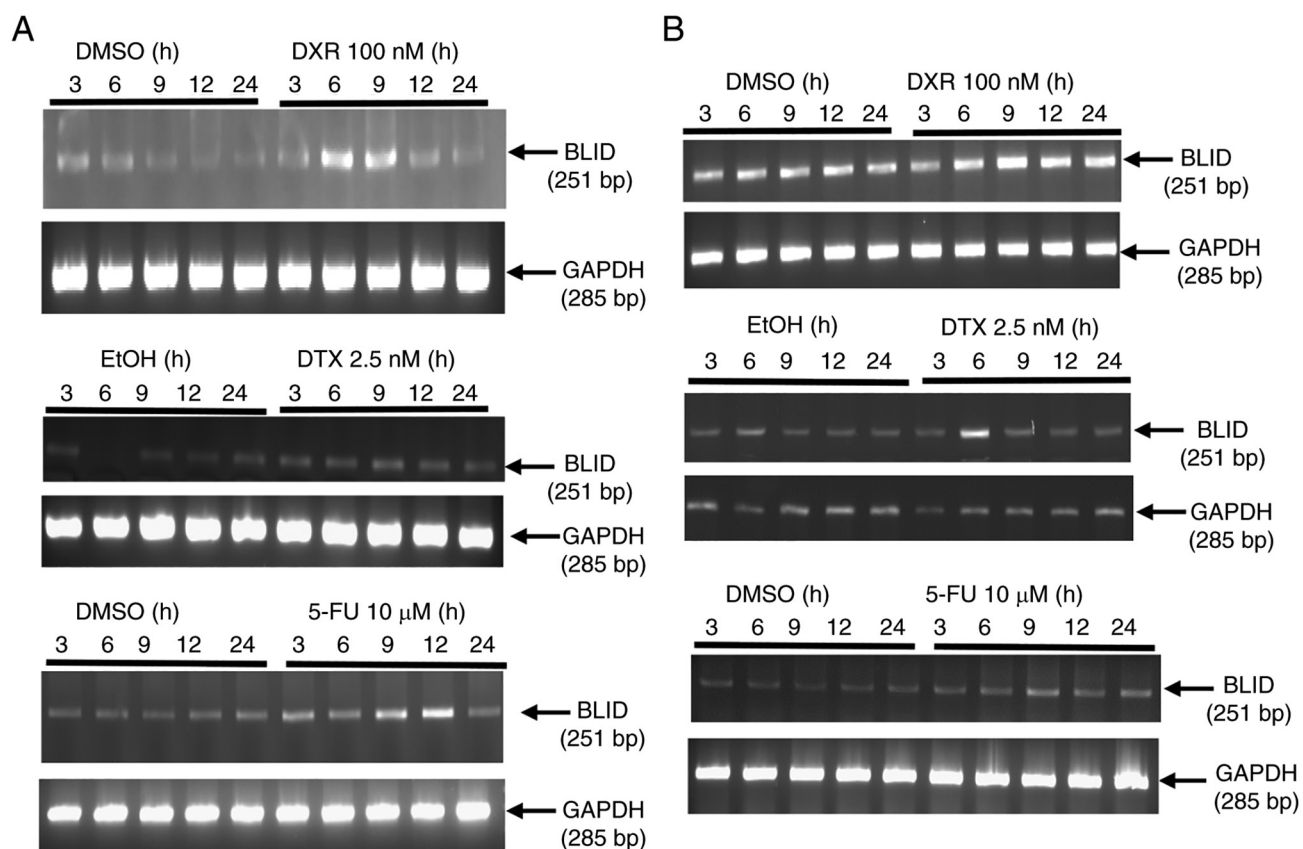 A
DMSO (h) DXR 100 nM (h)
3 6 9 12 24 3 6 9 12 24
BLID
(251 bp)
GAPDH
(285 bp)
EtOH (h) DTX 2.5 nM (h)
3 6 9 12 24 3 6 9 12 24
BLID
(251 bp)
GAPDH
(285 bp)
DMSO (h) 5-FU 10 μM (h)
3 6 9 12 24 3 6 9 12 24
BLID
(251 bp)
GAPDH
(285 bp)
B
DMSO (h) DXR 100 nM (h)
3 6 9 12 24 3 6 9 12 24
BLID
(251 bp)
GAPDH
(285 bp)
EtOH (h) DTX 2.5 nM (h)
3 6 9 12 24 3 6 9 12 24
BLID
(251 bp)
GAPDH
(285 bp)
DMSO (h) 5-FU 10 μM (h)
3 6 9 12 24 3 6 9 12 24
BLID
(251 bp)
GAPDH
(285 bp)